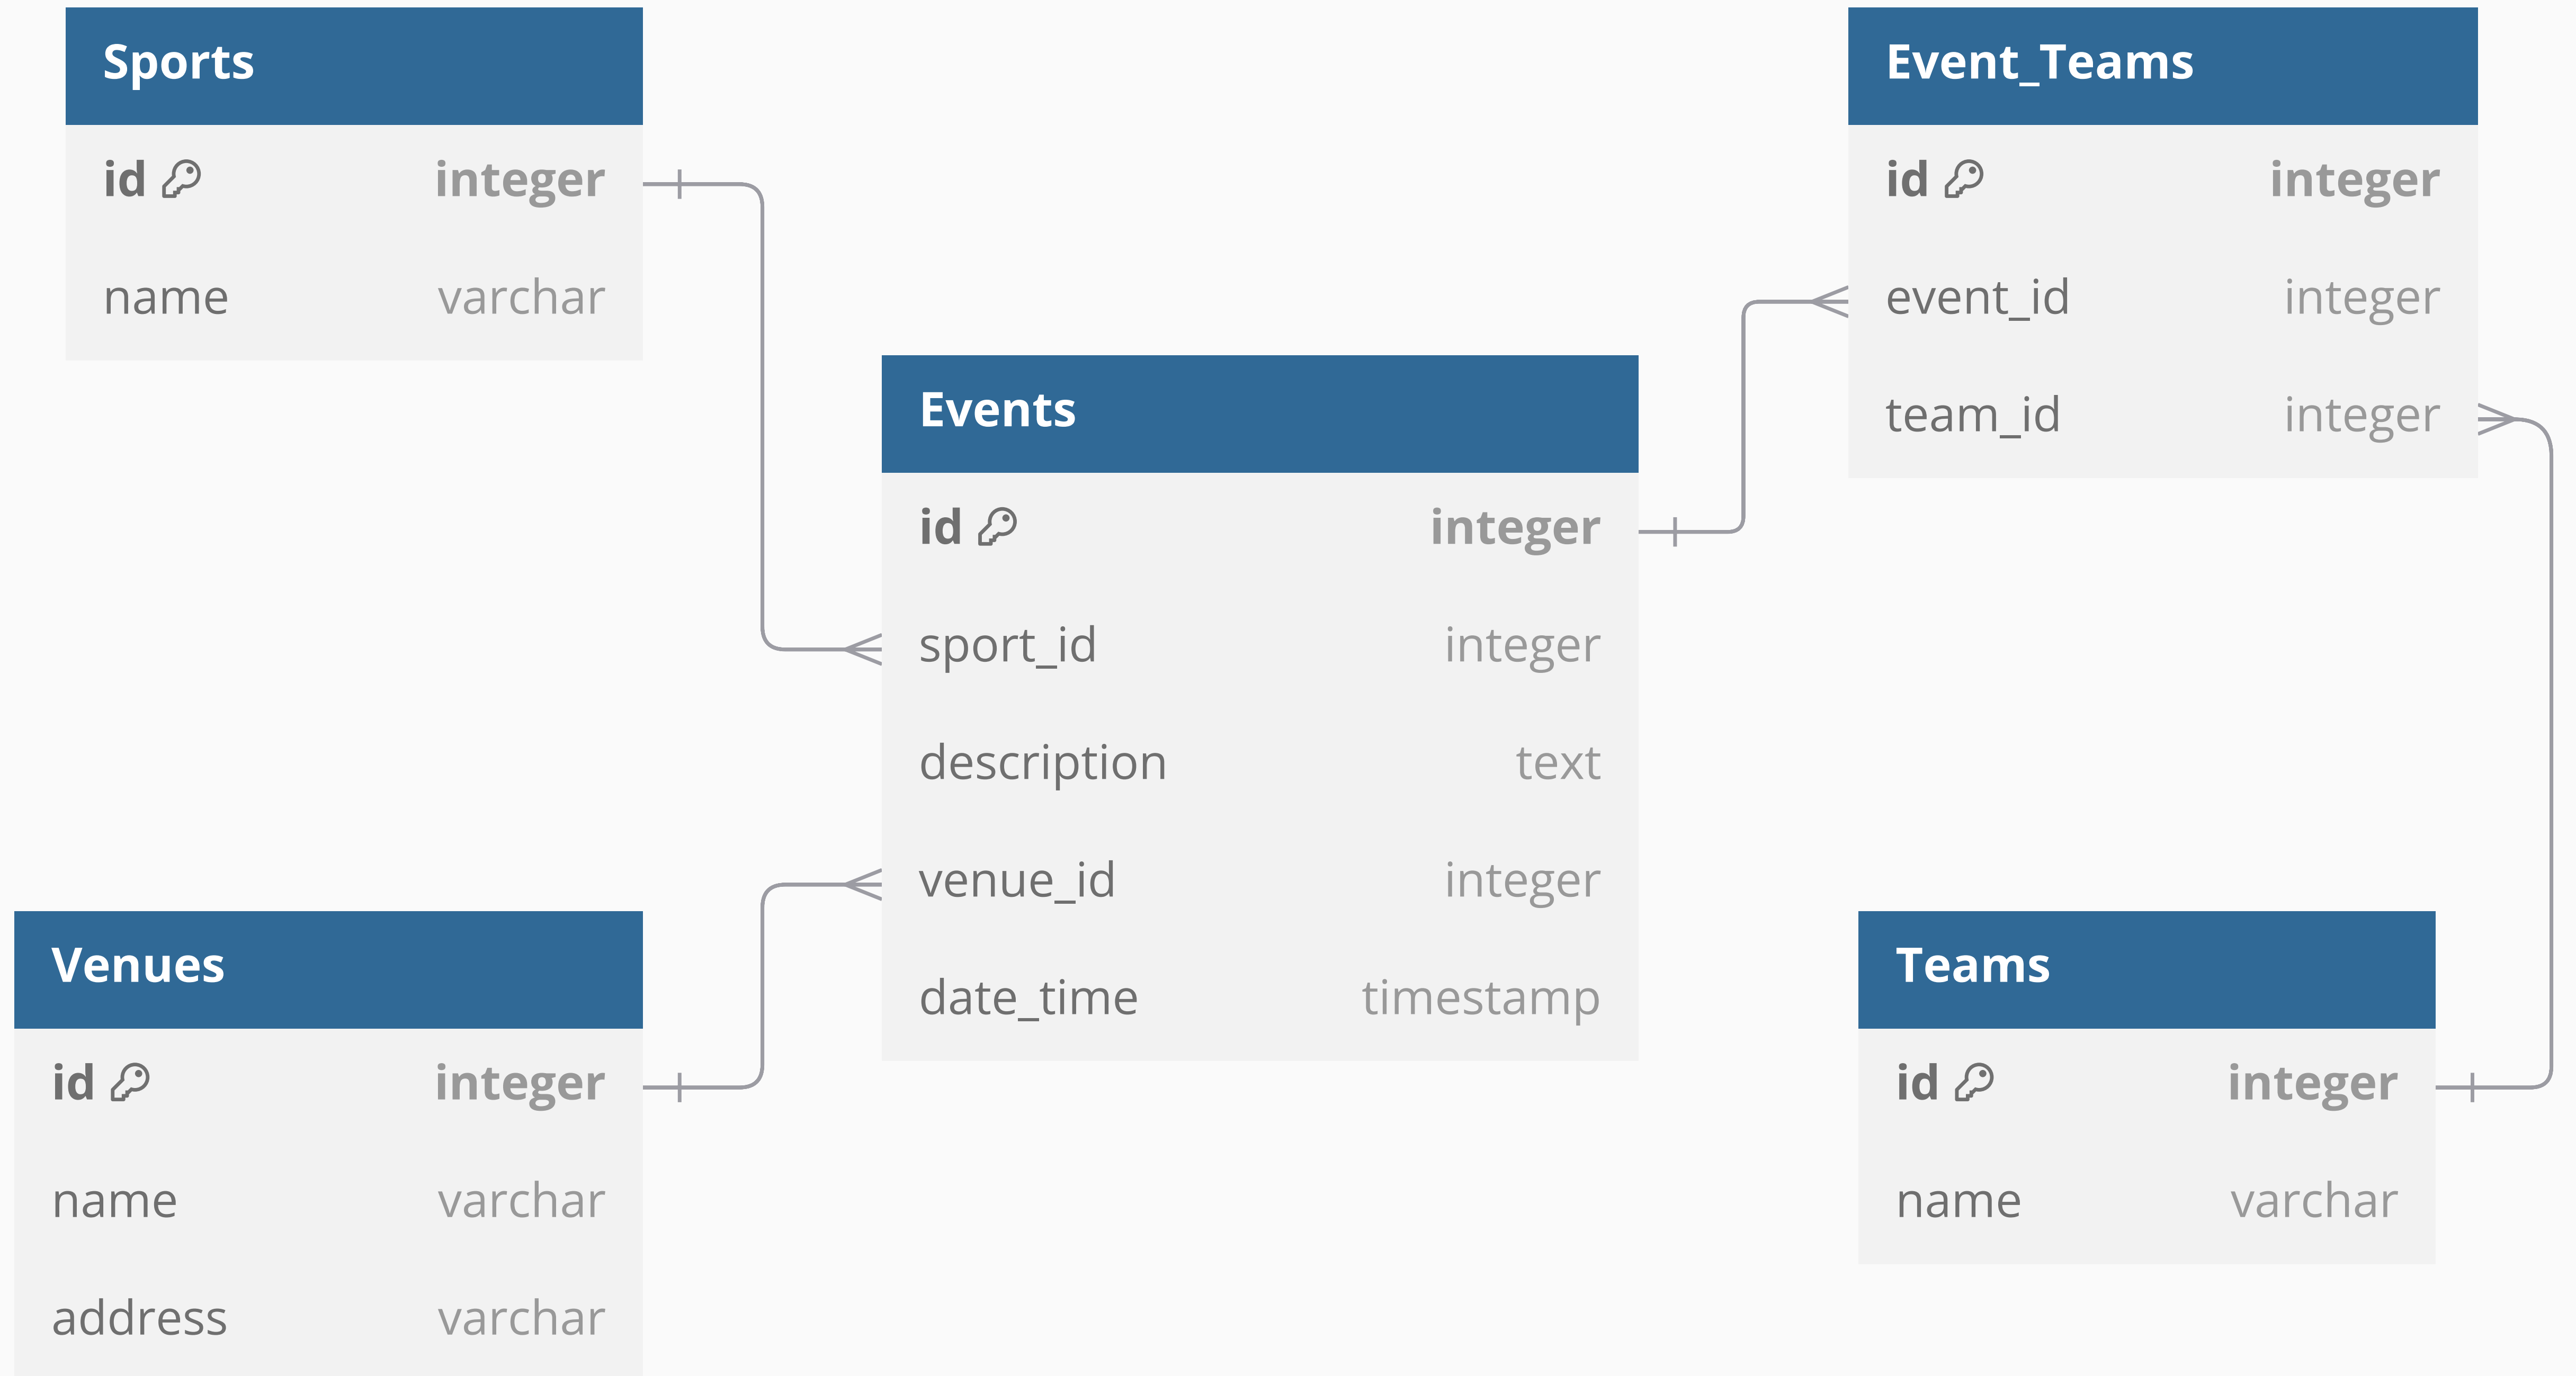 Sports
id integer
name varchar
Event_Teams
id integer
event_id integer
team_id integer
Events
id integer
sport_id integer
description text
venue_id integer
date_time timestamp
Venues
id integer
name varchar
address varchar
Teams
id integer
name varchar